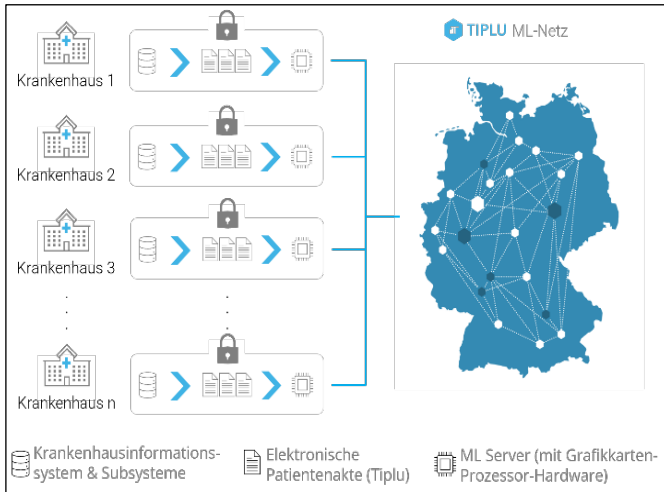 TIPLU ML-Netz
Krankenhaus 1
Krankenhaus 2
Krankenhaus 3
Krankenhaus n
Krankenhausinformations-
system & Subsysteme
Elektronische
Patientenakte (Tiplu)
ML Server (mit Grafikkarten-
Prozessor-Hardware)